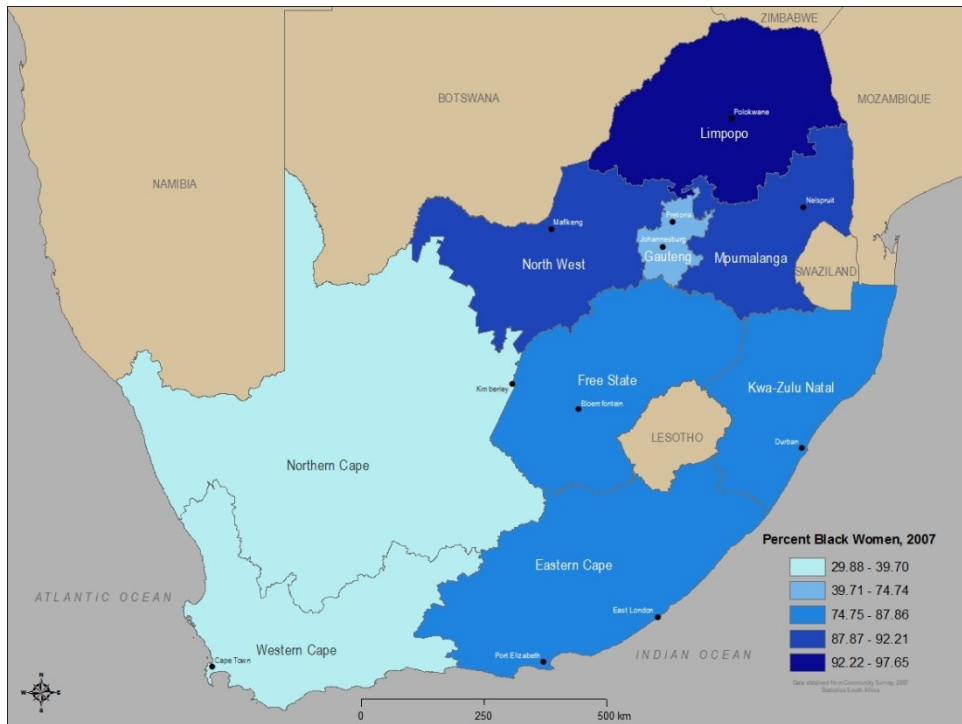 ZIMBABWE
BOTSWANA
MOZAMBIQUE
Polokwane
Limpopo
NAMIBIA
Nelspruit
Pretoria
Mafikeng
Johannesburg
North West
Gauteng
Mpumalanga
SWAZILAND
Free State
Kimberley
Kwa-Zulu Natal
Bloemfontein
LESOTHO
Durban
Northern Cape
Percent Black Women, 2007
29.88 - 39.70
39.71 - 74.74
74.75 - 87.86
87.87 - 92.21
92.22 - 97.65
Data obtained from Community Survey, 2007
Statistics South Africa
Eastern Cape
ATLANTIC OCEAN
East London
Western Cape
Port Elizabeth
INDIAN OCEAN
Cape Town
N
W E
S
0 250 500 km